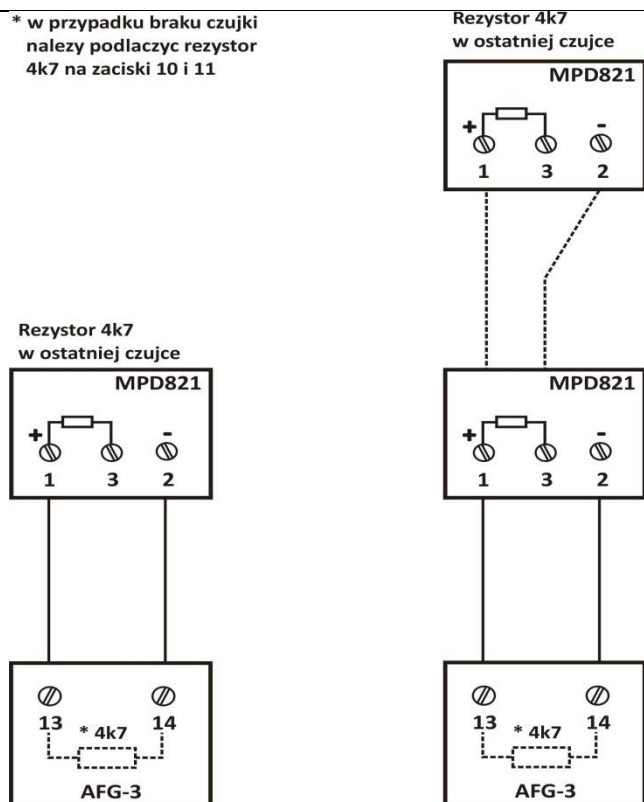 * w przypadku braku czujki
nalezy podlaczyc rezystor
4k7 na zaciski 10 i 11
Rezystor 4k7
w ostatniej czujce
MPD821
+ -
1 3 2
Rezystor 4k7
w ostatniej czujce
MPD821
+ -
1 3 2
MPD821
+ -
1 3 2
13 * 4k7 14
AFG-3
13 * 4k7 14
AFG-3